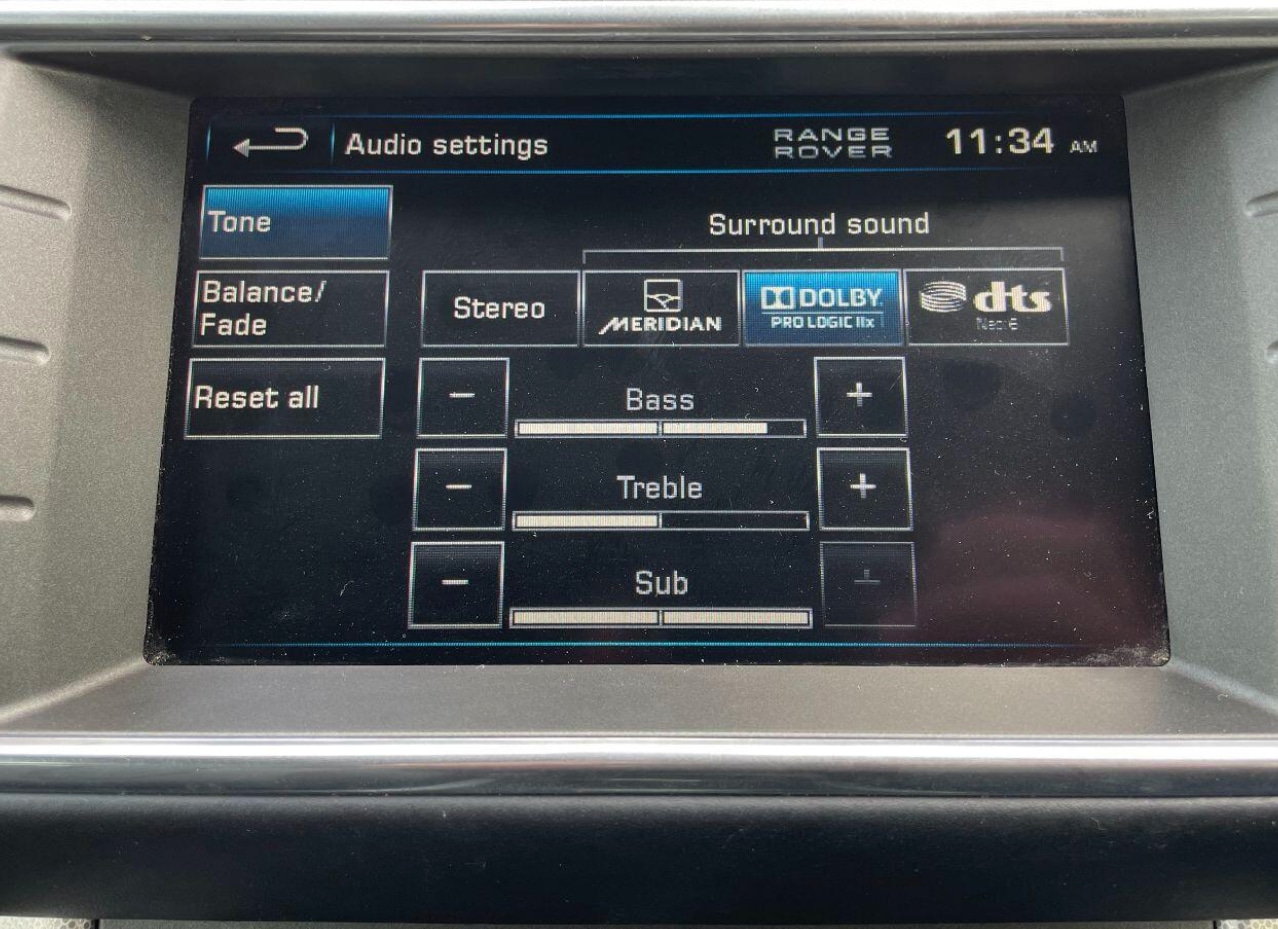 Audio settings
RANGE
ROVER
11:34 AM
Tone
Surround sound
Balance/
Fade
Stereo
MERIDIAN
DOLBY
PRO LOGIC IIx
dts
Reset all
- Bass +
- Treble +
- Sub +